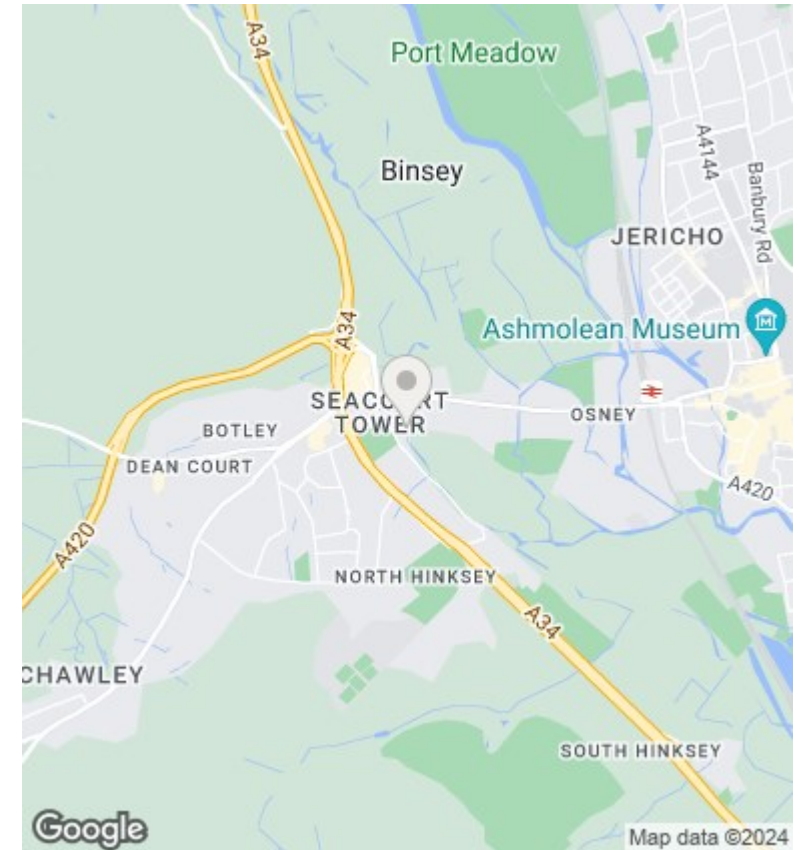 A34
Port Meadow
Binsey
A4144
Banbury Rd
JERICHO
Ashmolean Museum
A34
SEACOURT
TOWER
OSNEY
BOTLEY
DEAN COURT
A420
A420
NORTH HINKSEY
A34
CHAWLEY
SOUTH HINKSEY
Google
Map data ©2024